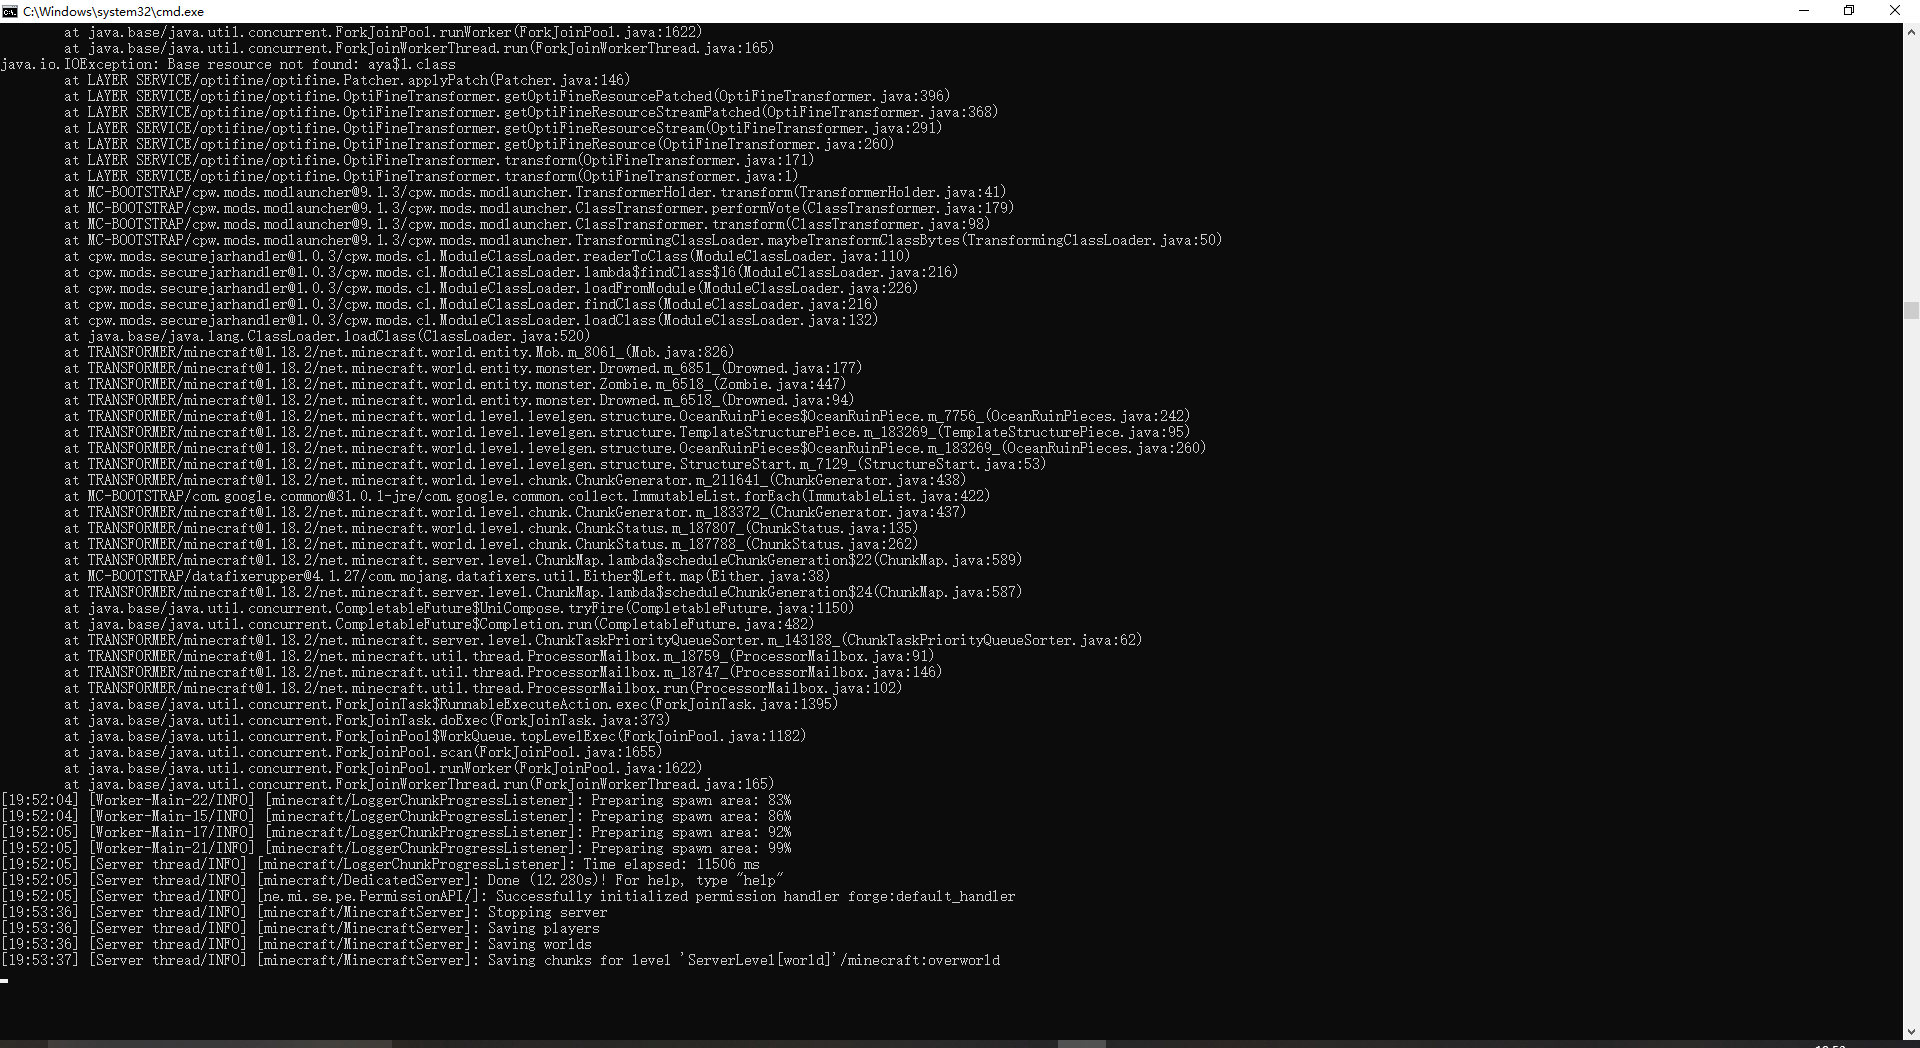 C:\Windows\system32\cmd.exe
at java.base/java.util.concurrent.ForkJoinPool.runWorker(ForkJoinPool.java:1622)
at java.base/java.util.concurrent.ForkJoinWorkerThread.run(ForkJoinWorkerThread.java:165)
java.io.IOException: Base resource not found: aya$1.class
at LAYER SERVICE/optifine/optifine.Patcher.applyPatch(Patcher.java:146)
at LAYER SERVICE/optifine/optifine.OptiFineTransformer.getOptiFineResourcePatched(OptiFineTransformer.java:396)
at LAYER SERVICE/optifine/optifine.OptiFineTransformer.getOptiFineResourceStreamPatched(OptiFineTransformer.java:368)
at LAYER SERVICE/optifine/optifine.OptiFineTransformer.getOptiFineResourceStream(OptiFineTransformer.java:291)
at LAYER SERVICE/optifine/optifine.OptiFineTransformer.getOptiFineResource(OptiFineTransformer.java:260)
at LAYER SERVICE/optifine/optifine.OptiFineTransformer.transform(OptiFineTransformer.java:171)
at LAYER SERVICE/optifine/optifine.OptiFineTransformer.transform(OptiFineTransformer.java:1)
at MC-BOOTSTRAP/cpw.mods.modlauncher@9.1.3/cpw.mods.modlauncher.TransformerHolder.transform(TransformerHolder.java:41)
at MC-BOOTSTRAP/cpw.mods.modlauncher@9.1.3/cpw.mods.modlauncher.ClassTransformer.performVote(ClassTransformer.java:179)
at MC-BOOTSTRAP/cpw.mods.modlauncher@9.1.3/cpw.mods.modlauncher.ClassTransformer.transform(ClassTransformer.java:98)
at MC-BOOTSTRAP/cpw.mods.modlauncher@9.1.3/cpw.mods.modlauncher.TransformingClassLoader.maybeTransformClassBytes(TransformingClassLoader.java:50)
at cpw.mods.securejarhandler@1.0.3/cpw.mods.cl.ModuleClassLoader.readerToClass(ModuleClassLoader.java:110)
at cpw.mods.securejarhandler@1.0.3/cpw.mods.cl.ModuleClassLoader.lambda$findClass$16(ModuleClassLoader.java:216)
at cpw.mods.securejarhandler@1.0.3/cpw.mods.cl.ModuleClassLoader.loadFromModule(ModuleClassLoader.java:226)
at cpw.mods.securejarhandler@1.0.3/cpw.mods.cl.ModuleClassLoader.findClass(ModuleClassLoader.java:216)
at cpw.mods.securejarhandler@1.0.3/cpw.mods.cl.ModuleClassLoader.loadClass(ModuleClassLoader.java:132)
at java.base/java.lang.ClassLoader.loadClass(ClassLoader.java:520)
at TRANSFORMER/minecraft@1.18.2/net.minecraft.world.entity.Mob.m_8061_(Mob.java:826)
at TRANSFORMER/minecraft@1.18.2/net.minecraft.world.entity.monster.Drowned.m_6851_(Drowned.java:177)
at TRANSFORMER/minecraft@1.18.2/net.minecraft.world.entity.monster.Zombie.m_6518_(Zombie.java:447)
at TRANSFORMER/minecraft@1.18.2/net.minecraft.world.entity.monster.Drowned.m_6518_(Drowned.java:94)
at TRANSFORMER/minecraft@1.18.2/net.minecraft.world.level.levelgen.structure.OceanRuinPieces$OceanRuinPiece.m_7756_(OceanRuinPieces.java:242)
at TRANSFORMER/minecraft@1.18.2/net.minecraft.world.level.levelgen.structure.TemplateStructurePiece.m_183269_(TemplateStructurePiece.java:95)
at TRANSFORMER/minecraft@1.18.2/net.minecraft.world.level.levelgen.structure.OceanRuinPieces$OceanRuinPiece.m_183269_(OceanRuinPieces.java:260)
at TRANSFORMER/minecraft@1.18.2/net.minecraft.world.level.levelgen.structure.StructureStart.m_7129_(StructureStart.java:53)
at TRANSFORMER/minecraft@1.18.2/net.minecraft.world.level.chunk.ChunkGenerator.m_211641_(ChunkGenerator.java:438)
at MC-BOOTSTRAP/com.google.common@31.0.1-jre/com.google.common.collect.ImmutableList.forEach(ImmutableList.java:422)
at TRANSFORMER/minecraft@1.18.2/net.minecraft.world.level.chunk.ChunkGenerator.m_183372_(ChunkGenerator.java:437)
at TRANSFORMER/minecraft@1.18.2/net.minecraft.world.level.chunk.ChunkStatus.m_187807_(ChunkStatus.java:135)
at TRANSFORMER/minecraft@1.18.2/net.minecraft.world.level.chunk.ChunkStatus.m_187788_(ChunkStatus.java:262)
at TRANSFORMER/minecraft@1.18.2/net.minecraft.server.level.ChunkMap.lambda$scheduleChunkGeneration$22(ChunkMap.java:589)
at MC-BOOTSTRAP/datafixerupper@4.1.27/com.mojang.datafixers.util.Either$Left.map(Either.java:38)
at TRANSFORMER/minecraft@1.18.2/net.minecraft.server.level.ChunkMap.lambda$scheduleChunkGeneration$24(ChunkMap.java:587)
at java.base/java.util.concurrent.CompletableFuture$UniCompose.tryFire(CompletableFuture.java:1150)
at java.base/java.util.concurrent.CompletableFuture$Completion.run(CompletableFuture.java:482)
at TRANSFORMER/minecraft@1.18.2/net.minecraft.server.level.ChunkTaskPriorityQueueSorter.m_143188_(ChunkTaskPriorityQueueSorter.java:62)
at TRANSFORMER/minecraft@1.18.2/net.minecraft.util.thread.ProcessorMailbox.m_18759_(ProcessorMailbox.java:91)
at TRANSFORMER/minecraft@1.18.2/net.minecraft.util.thread.ProcessorMailbox.m_18747_(ProcessorMailbox.java:146)
at TRANSFORMER/minecraft@1.18.2/net.minecraft.util.thread.ProcessorMailbox.run(ProcessorMailbox.java:102)
at java.base/java.util.concurrent.ForkJoinTask$RunnableExecuteAction.exec(ForkJoinTask.java:1395)
at java.base/java.util.concurrent.ForkJoinTask.doExec(ForkJoinTask.java:373)
at java.base/java.util.concurrent.ForkJoinPool$WorkQueue.topLevelExec(ForkJoinPool.java:1182)
at java.base/java.util.concurrent.ForkJoinPool.scan(ForkJoinPool.java:1655)
at java.base/java.util.concurrent.ForkJoinPool.runWorker(ForkJoinPool.java:1622)
at java.base/java.util.concurrent.ForkJoinWorkerThread.run(ForkJoinWorkerThread.java:165)
[19:52:04] [Worker-Main-22/INFO] [minecraft/LoggerChunkProgressListener]: Preparing spawn area: 83%
[19:52:04] [Worker-Main-15/INFO] [minecraft/LoggerChunkProgressListener]: Preparing spawn area: 86%
[19:52:05] [Worker-Main-17/INFO] [minecraft/LoggerChunkProgressListener]: Preparing spawn area: 92%
[19:52:05] [Worker-Main-21/INFO] [minecraft/LoggerChunkProgressListener]: Preparing spawn area: 99%
[19:52:05] [Server thread/INFO] [minecraft/LoggerChunkProgressListener]: Time elapsed: 11506 ms
[19:52:05] [Server thread/INFO] [minecraft/DedicatedServer]: Done (12.280s)! For help, type "help"
[19:52:05] [Server thread/INFO] [ne.mi.se.pe.PermissionAPI/]: Successfully initialized permission handler forge:default_handler
[19:53:36] [Server thread/INFO] [minecraft/MinecraftServer]: Stopping server
[19:53:36] [Server thread/INFO] [minecraft/MinecraftServer]: Saving players
[19:53:36] [Server thread/INFO] [minecraft/MinecraftServer]: Saving worlds
[19:53:37] [Server thread/INFO] [minecraft/MinecraftServer]: Saving chunks for level 'ServerLevel[world]'/minecraft:overworld